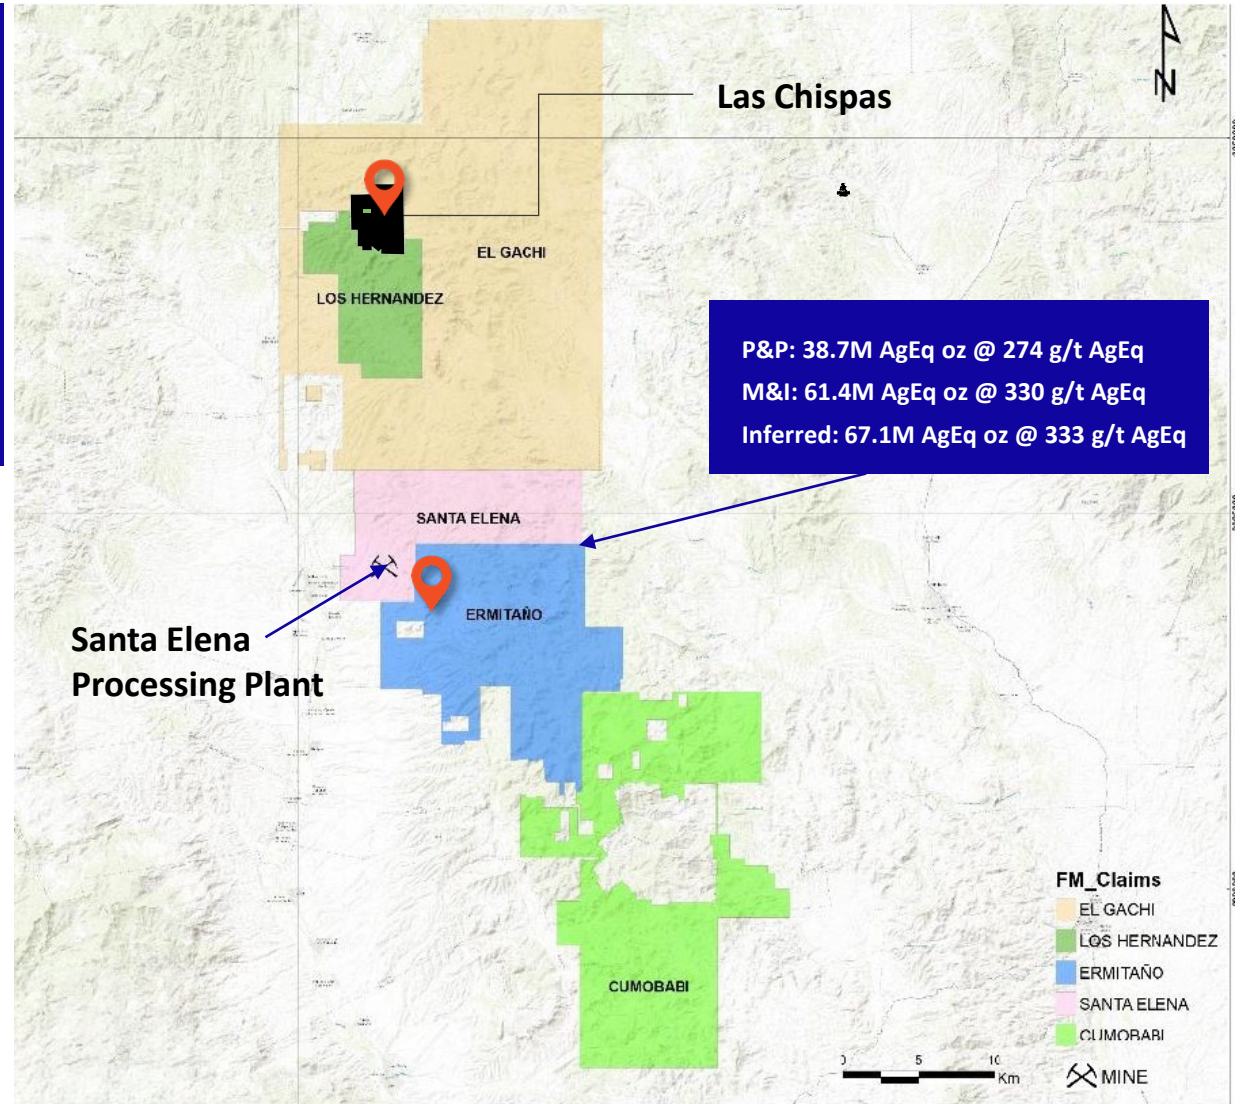 N
Las Chispas
EL GACHI
LOS HERNANDEZ
P&P: 38.7M AgEq oz @ 274 g/t AgEq
M&I: 61.4M AgEq oz @ 330 g/t AgEq
Inferred: 67.1M AgEq oz @ 333 g/t AgEq
SANTA ELENA
ERMITAÑO
Santa Elena
Processing Plant
CUMOBABI
FM_Claims
EL GACHI
LOS HERNANDEZ
ERMITAÑO
SANTA ELENA
CUMOBABI
MINE
0 5 10
Km